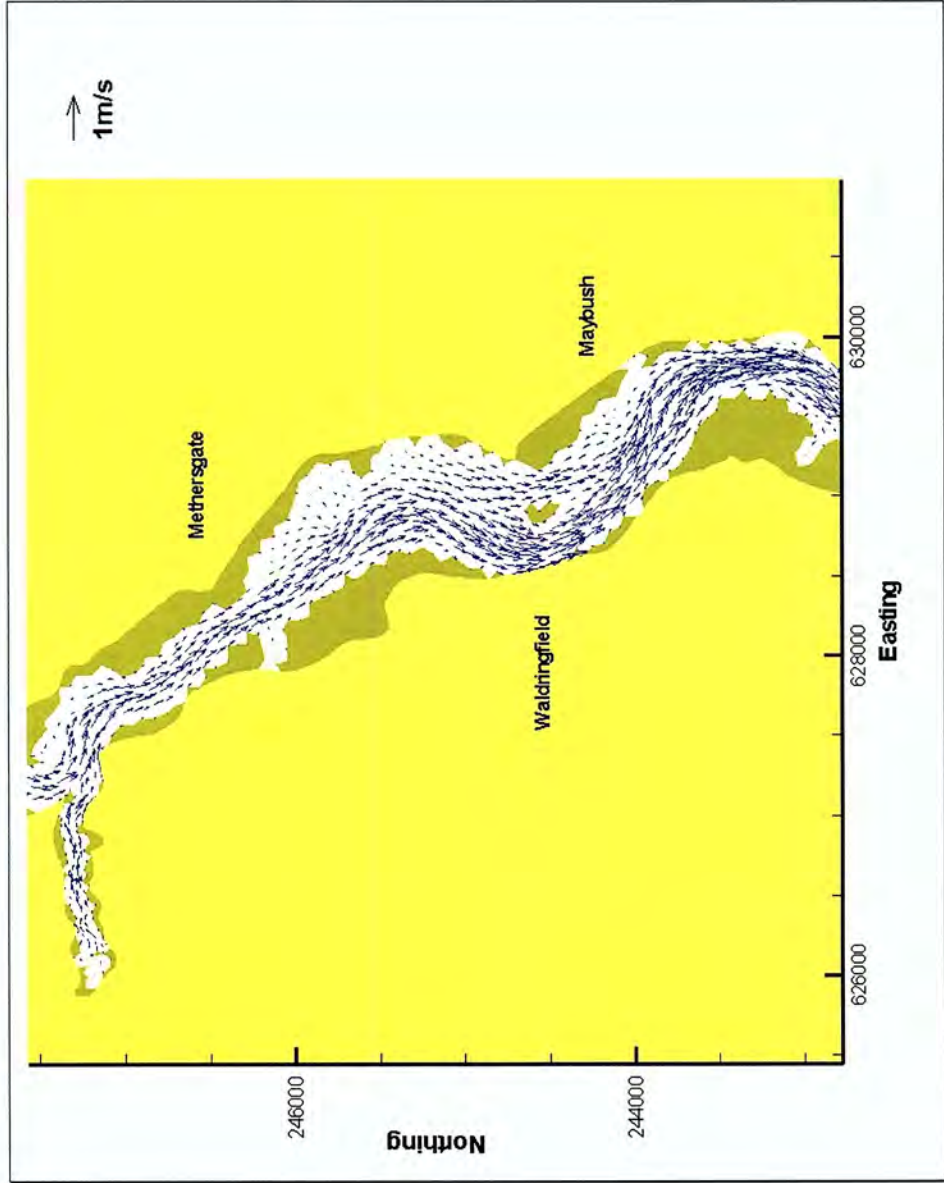 1m/s
Methersgate
Maybush
Waldringfield
Northing
246000
244000
626000
628000
630000
Easting